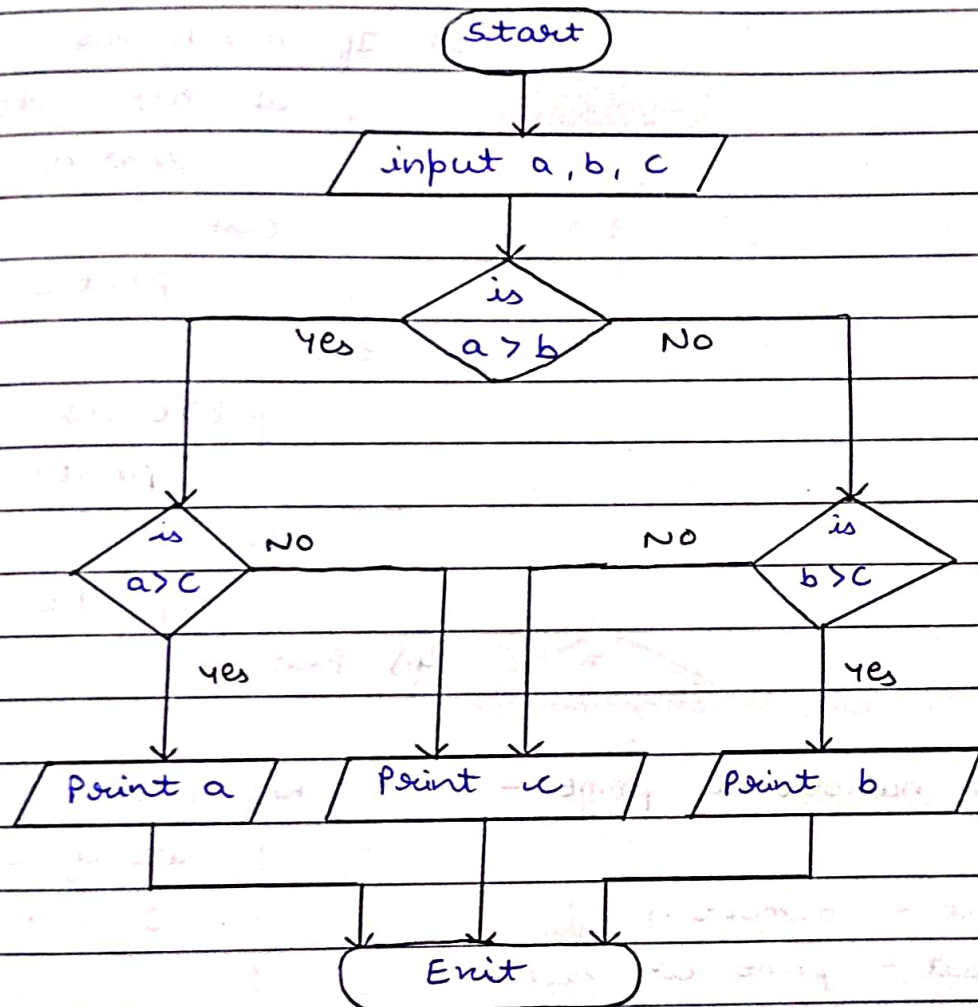 Start
input a, b, c
is
a > b
Yes
No
is
a > c
No
No
is
b > c
yes
yes
Print a
Print c
Print b
Exit